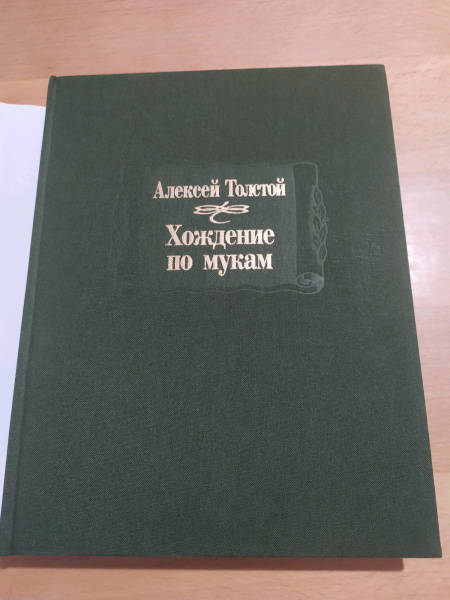 Алексей Толстой
Хождение
по мукам